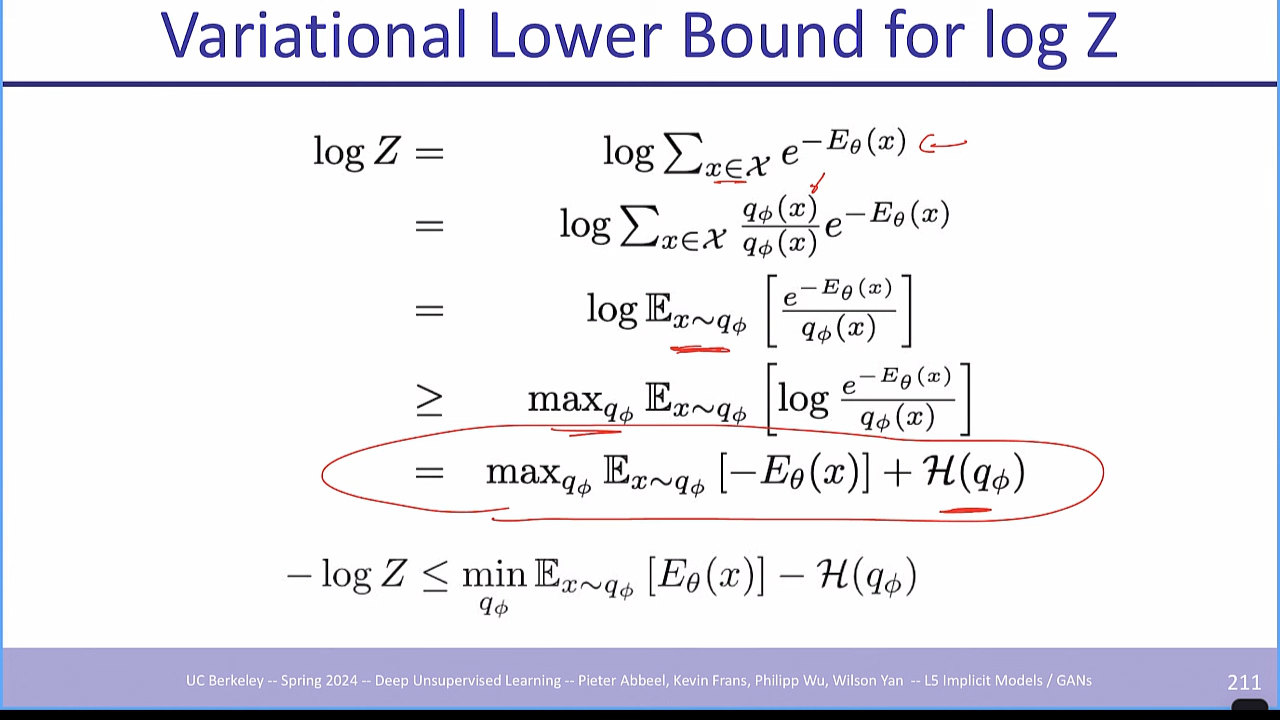 Variational Lower Bound for log Z
log Z = log ∑_{x∈𝒳} e^{−E_θ(x)}
= log ∑_{x∈𝒳} \frac{q_ϕ(x)}{q_ϕ(x)} e^{−E_θ(x)}
= log 𝔼_{x∼q_ϕ} [ \frac{e^{−E_θ(x)}}{q_ϕ(x)} ]
≥ max_{q_ϕ} 𝔼_{x∼q_ϕ} [ log \frac{e^{−E_θ(x)}}{q_ϕ(x)} ]
= max_{q_ϕ} 𝔼_{x∼q_ϕ} [−E_θ(x)] + ℋ(q_ϕ)
− log Z ≤ min_{q_ϕ} 𝔼_{x∼q_ϕ} [E_θ(x)] − ℋ(q_ϕ)
UC Berkeley -- Spring 2024 -- Deep Unsupervised Learning -- Pieter Abbeel, Kevin Frans, Philipp Wu, Wilson Yan -- L5 Implicit Models / GANs
211